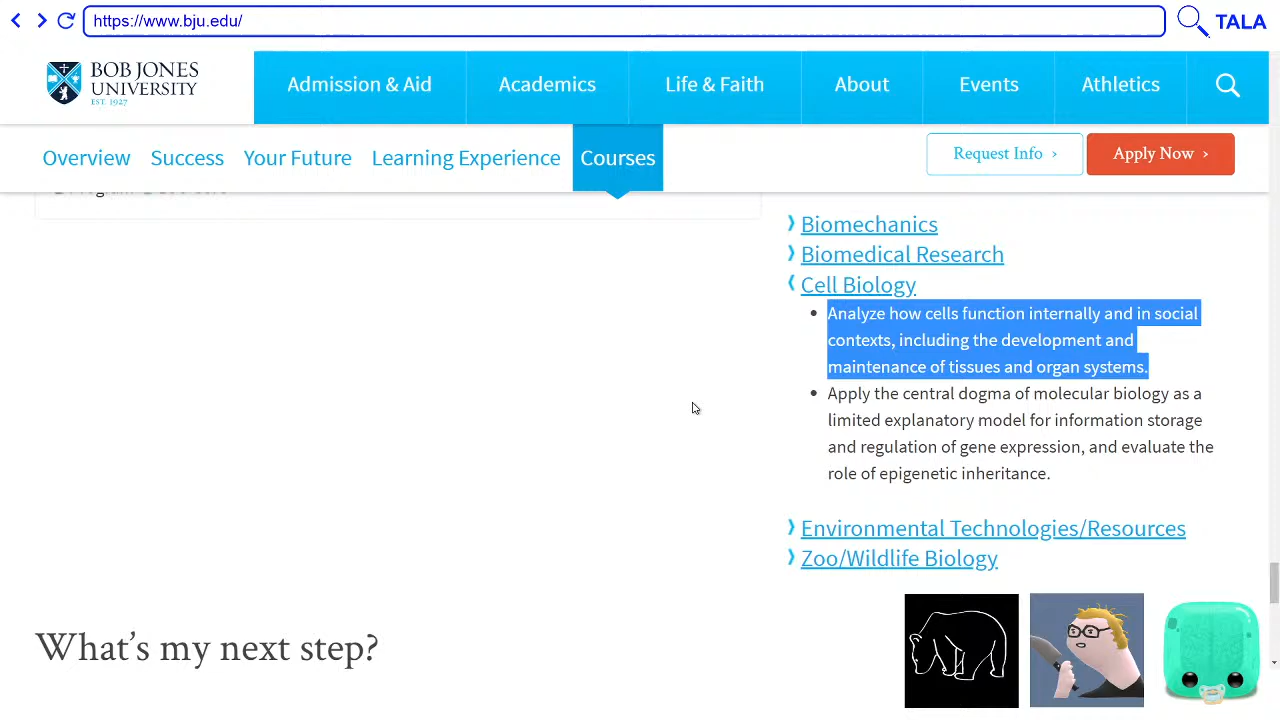 https://www.bju.edu/
TALA
BOB JONES
UNIVERSITY
EST. 1927
Admission & Aid
Academics
Life & Faith
About
Events
Athletics
Overview
Success
Your Future
Learning Experience
Courses
Request Info ›
Apply Now ›
Biomechanics
Biomedical Research
Cell Biology
Analyze how cells function internally and in social
contexts, including the development and
maintenance of tissues and organ systems.
Apply the central dogma of molecular biology as a
limited explanatory model for information storage
and regulation of gene expression, and evaluate the
role of epigenetic inheritance.
Environmental Technologies/Resources
Zoo/Wildlife Biology
What's my next step?